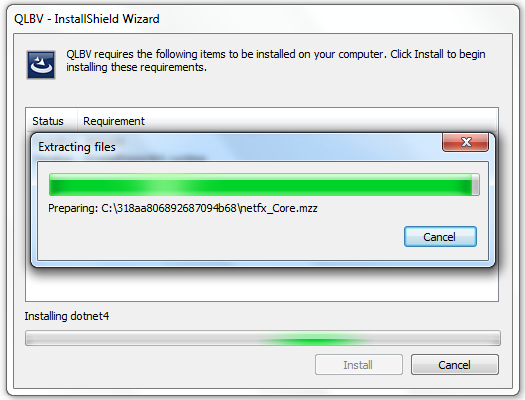 QLBV - InstallShield Wizard
QLBV requires the following items to be installed on your computer. Click Install to begin
installing these requirements.
Status Requirement
Extracting files
Preparing: C:\318aa806892687094b68\netfx_Core.mzz
Cancel
Installing dotnet4
Install Cancel